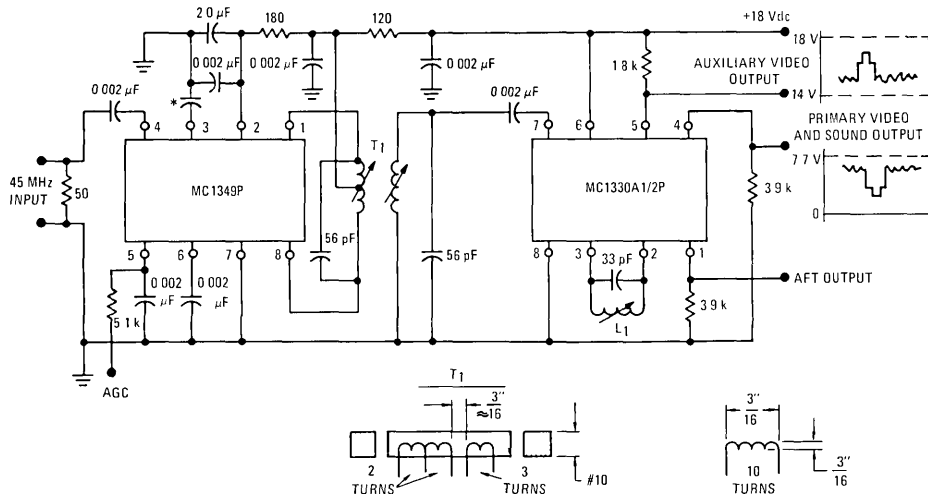 2.0 µF
180
120
+18 Vdc
18 V
0.002 µF
0.002 µF
0.002 µF
0.002 µF
0.002 µF
1.8 k
AUXILIARY VIDEO
OUTPUT
14 V
*
4
3
2
1
7
6
5
4
PRIMARY VIDEO
AND SOUND OUTPUT
T1
7.7 V
45 MHz
INPUT
50
MC1349P
MC1330A1/2P
3.9 k
0
56 pF
56 pF
5
6
7
8
8
3
33 pF
2
1
0.002
µF
0.002
µF
AFT OUTPUT
5.1 k
L1
3.9 k
AGC
T1
3"
≈16
3"
16
2
TURNS
3
TURNS
#10
10
TURNS
3"
16